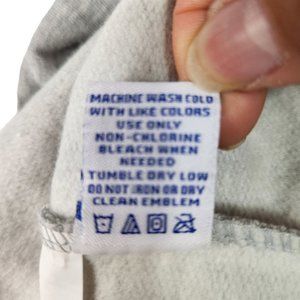 MACHINE WASH COLD
WITH LIKE COLORS
USE ONLY
NON-CHLORINE
BLEACH WHEN
NEEDED
TUMBLE DRY LOW
DO NOT IRON OR DRY
CLEAN EMBLEM